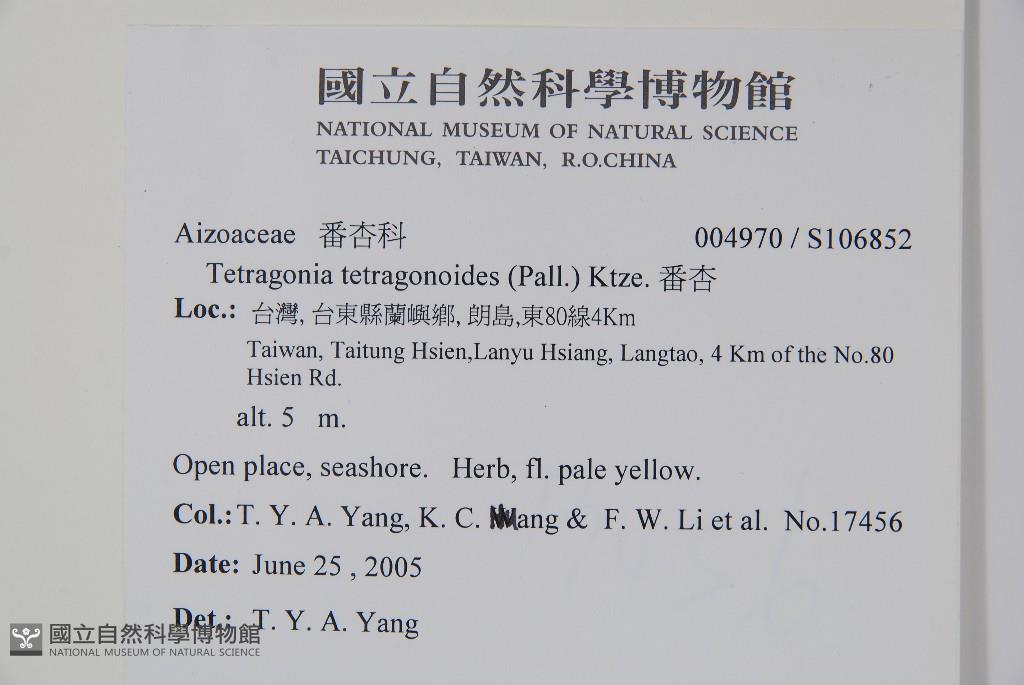 國立自然科學博物館
NATIONAL MUSEUM OF NATURAL SCIENCE
TAICHUNG, TAIWAN, R.O.CHINA
Aizoaceae 番杏科 004970 / S106852
Tetragonia tetragonoides (Pall.) Ktze. 番杏
Loc.: 台灣, 台東縣蘭嶼鄉, 朗島,東80線4Km
Taiwan, Taitung Hsien,Lanyu Hsiang, Langtao, 4 Km of the No.80
Hsien Rd.
alt. 5 m.
Open place, seashore. Herb, fl. pale yellow.
Col.: T. Y. A. Yang, K. C. & F. W. Li et al. No.17456
Date: June 25 , 2005
Det.: T. Y. A. Yang
國立自然科學博物館
NATIONAL MUSEUM OF NATURAL SCIENCE